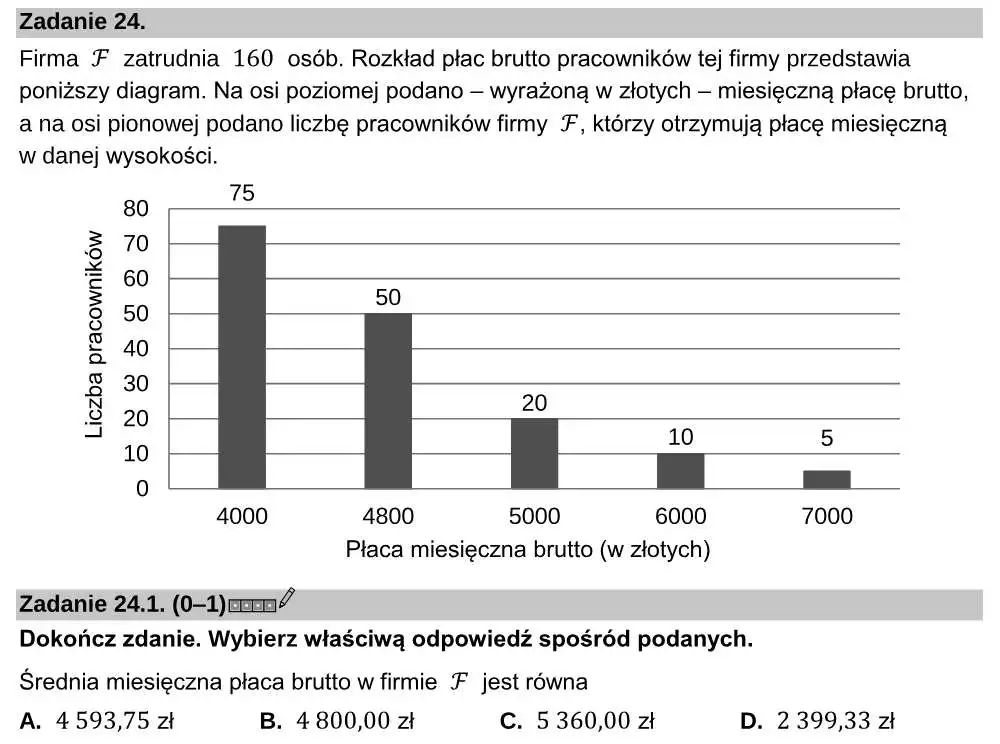 Zadanie 24.
Firma ℱ zatrudnia 160 osób. Rozkład płac brutto pracowników tej firmy przedstawia
poniższy diagram. Na osi poziomej podano – wyrażoną w złotych – miesięczną płacę brutto,
a na osi pionowej podano liczbę pracowników firmy ℱ, którzy otrzymują płacę miesięczną
w danej wysokości.
Liczba pracowników
80
70
60
50
40
30
20
10
0
75
50
20
10
5
4000 4800 5000 6000 7000
Płaca miesięczna brutto (w złotych)
Zadanie 24.1. (0–1)
Dokończ zdanie. Wybierz właściwą odpowiedź spośród podanych.
Średnia miesięczna płaca brutto w firmie ℱ jest równa
A. 4 593,75 zł B. 4 800,00 zł C. 5 360,00 zł D. 2 399,33 zł